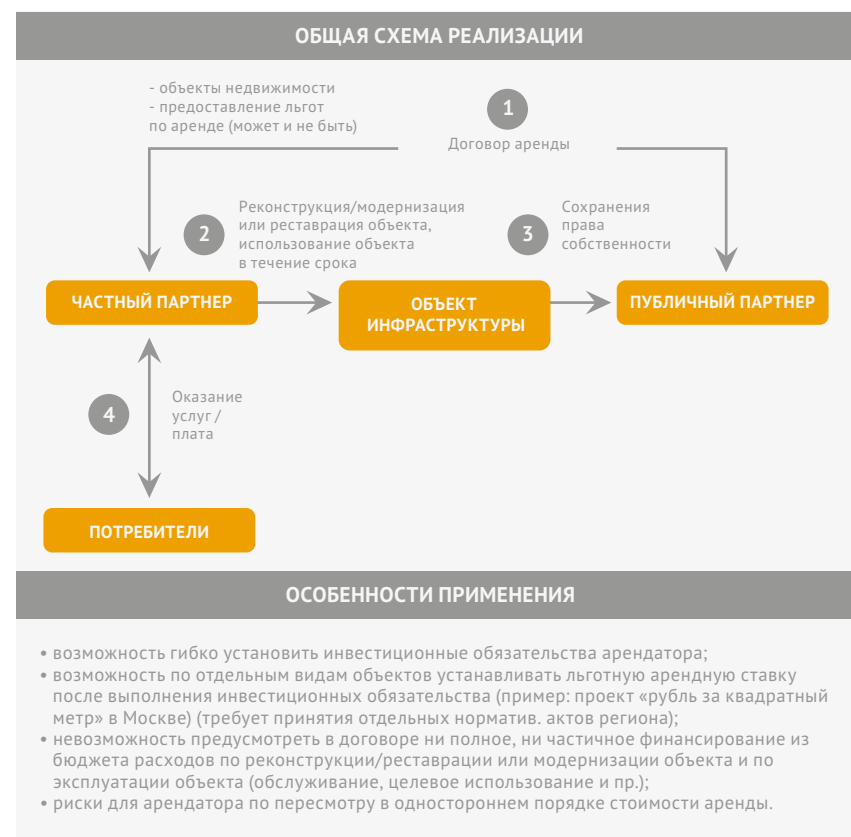 ОБЩАЯ СХЕМА РЕАЛИЗАЦИИ
- объекты недвижимости
- предоставление льгот
по аренде (может и не быть)
1
Договор аренды
2
Реконструкция/модернизация
или реставрация объекта,
использование объекта
в течение срока
3
Сохранения
права
собственности
ЧАСТНЫЙ ПАРТНЕР
ОБЪЕКТ
ИНФРАСТРУКТУРЫ
ПУБЛИЧНЫЙ ПАРТНЕР
4
Оказание
услуг /
плата
ПОТРЕБИТЕЛИ
ОСОБЕННОСТИ ПРИМЕНЕНИЯ
• возможность гибко установить инвестиционные обязательства арендатора;
• возможность по отдельным видам объектов устанавливать льготную арендную ставку
после выполнения инвестиционных обязательства (пример: проект «рубль за квадратный
метр» в Москве) (требует принятия отдельных норматив. актов региона);
• невозможность предусмотреть в договоре ни полное, ни частичное финансирование из
бюджета расходов по реконструкции/реставрации или модернизации объекта и по
эксплуатации объекта (обслуживание, целевое использование и пр.);
• риски для арендатора по пересмотру в одностороннем порядке стоимости аренды.